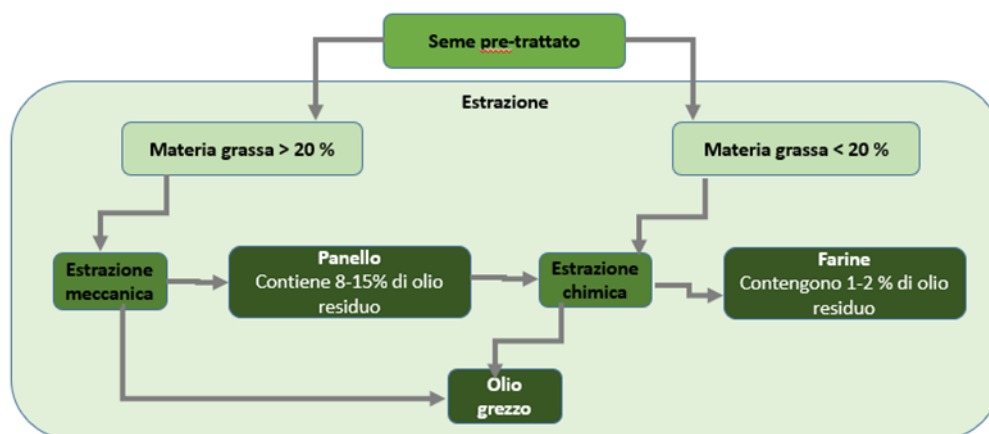 Seme pre-trattato
Estrazione
Materia grassa > 20 %
Materia grassa < 20 %
Estrazione
meccanica
Panello
Contiene 8-15% di olio
residuo
Estrazione
chimica
Farine
Contengono 1-2 % di olio
residuo
Olio
grezzo